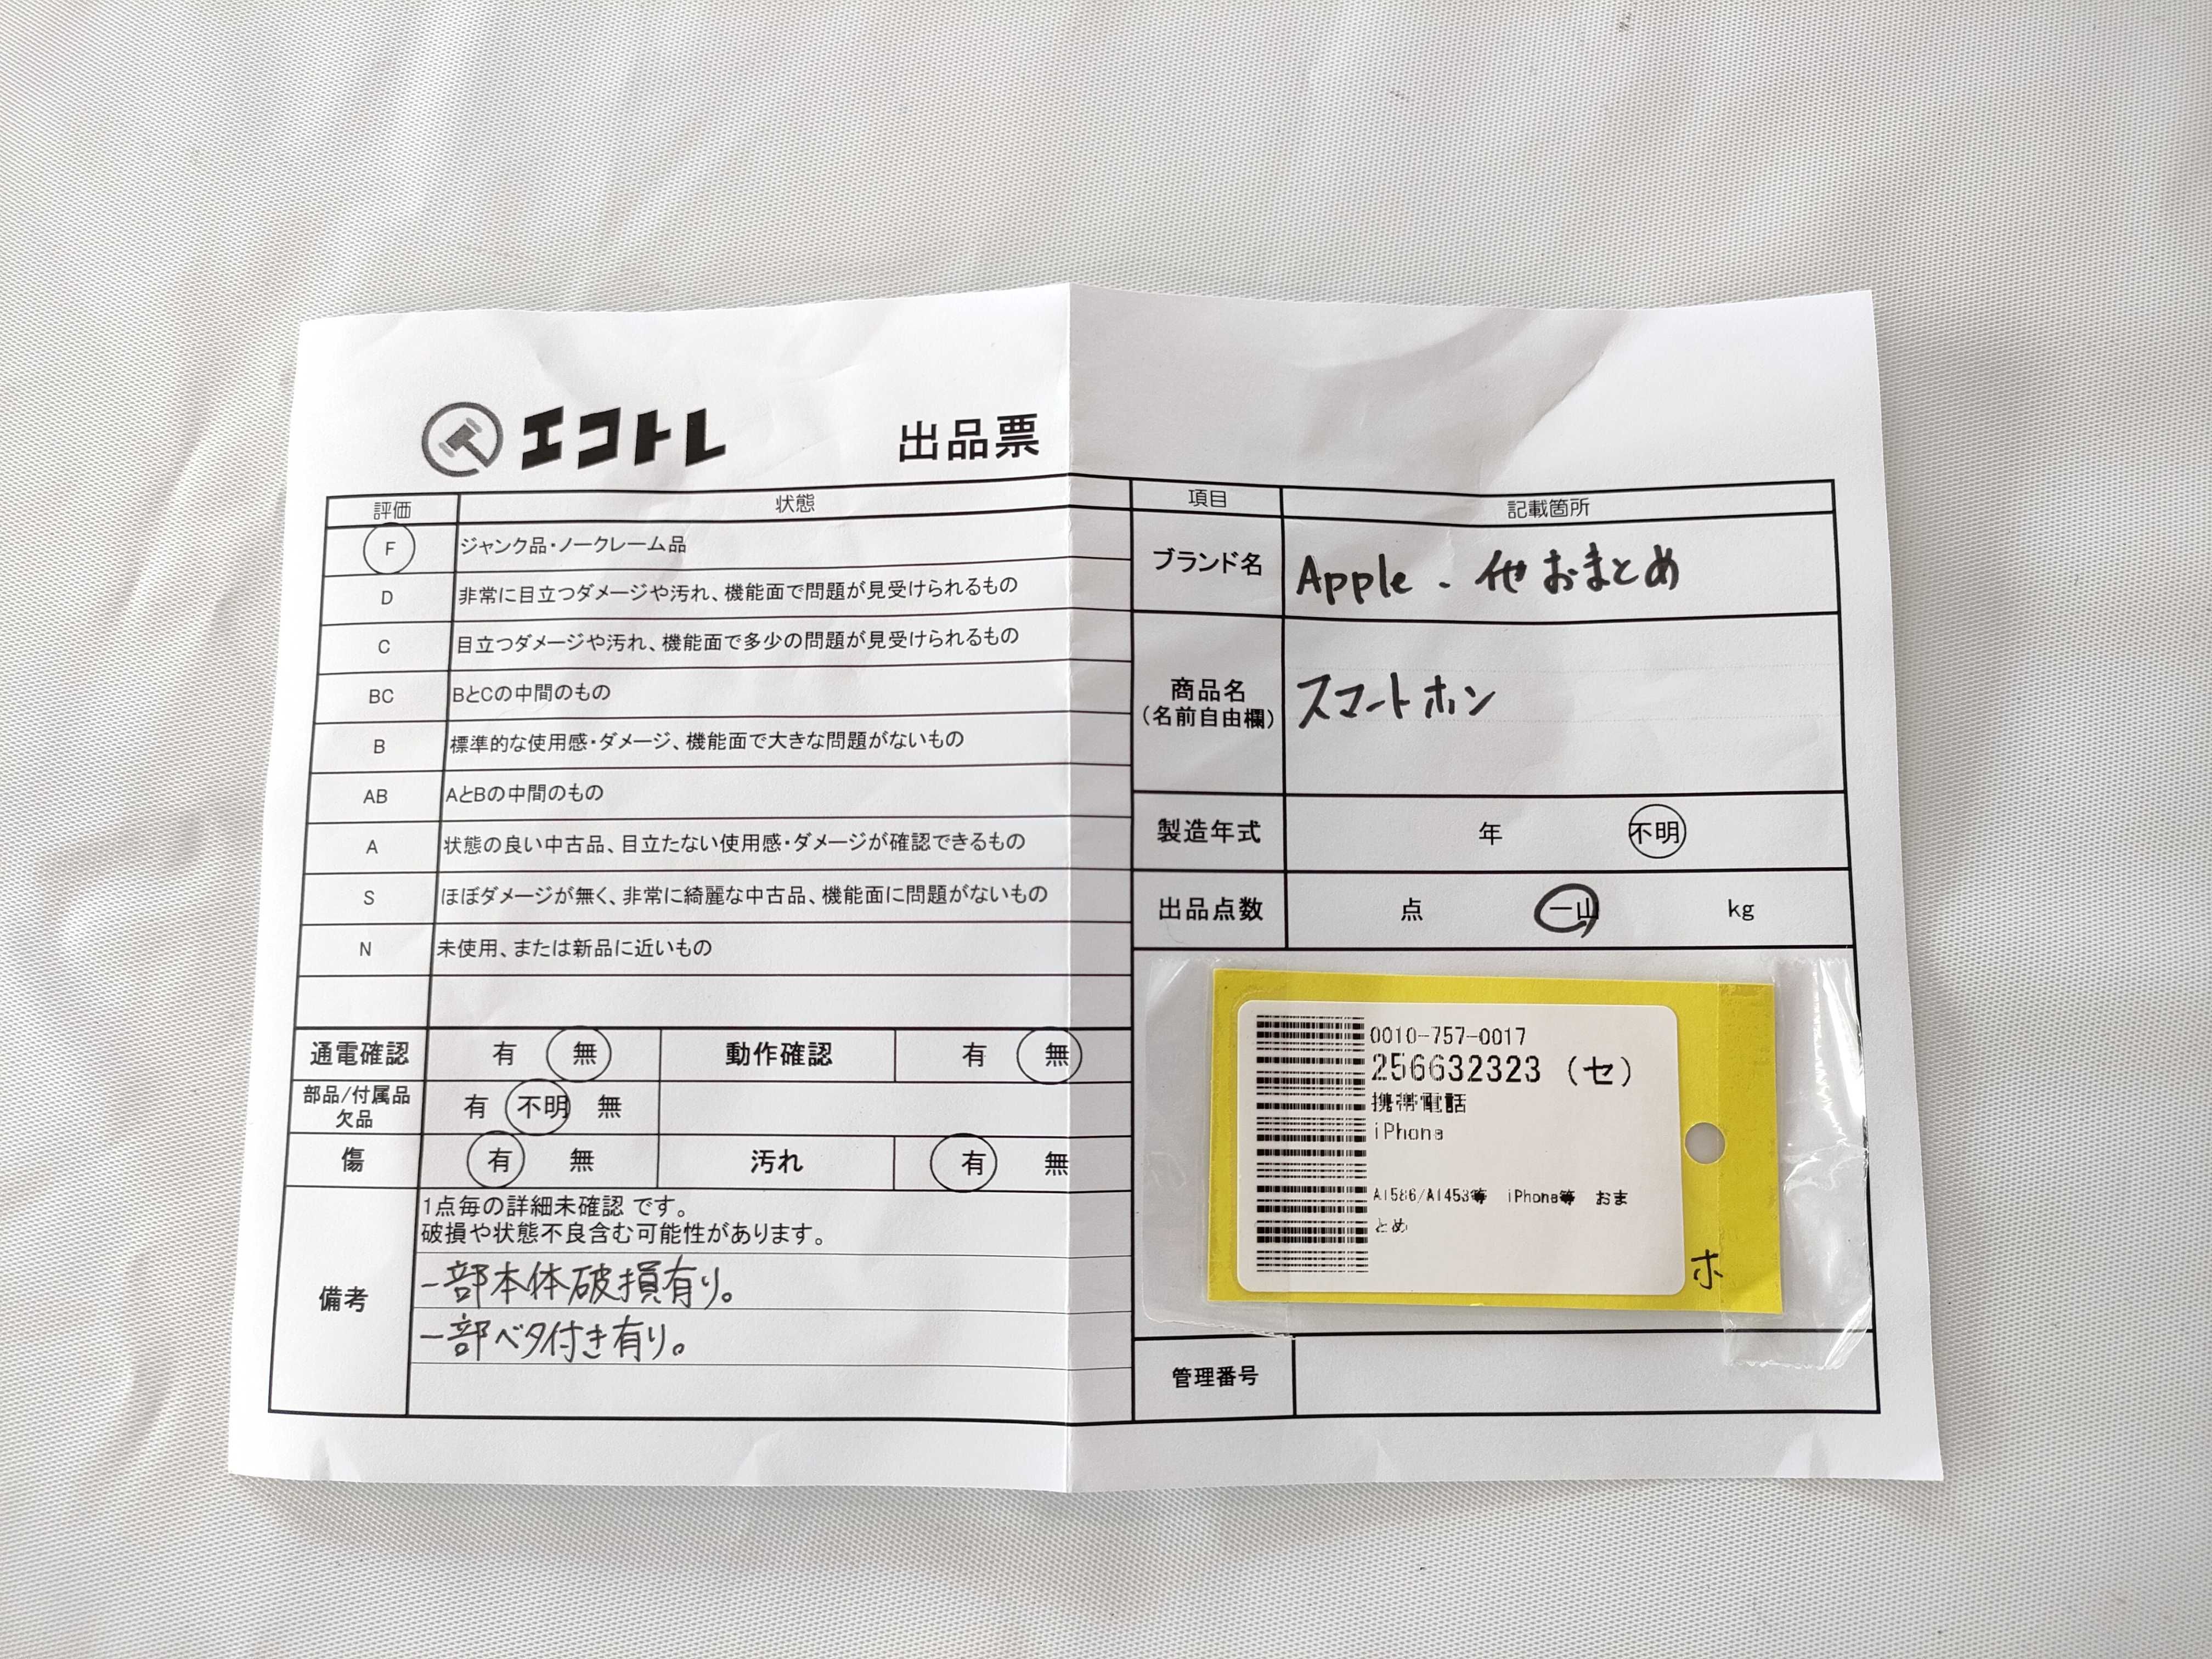 エコトレ 出品票
評価 状態
F ジャンク品・ノークレーム品
D 非常に目立つダメージや汚れ、機能面で問題が見受けられるもの
C 目立つダメージや汚れ、機能面で多少の問題が見受けられるもの
BC BとCの中間のもの
B 標準的な使用感・ダメージ、機能面で大きな問題がないもの
AB AとBの中間のもの
A 状態の良い中古品、目立たない使用感・ダメージが確認できるもの
S ほぼダメージが無く、非常に綺麗な中古品、機能面に問題がないもの
N 未使用、または新品に近いもの
通電確認 有 無 動作確認 有 無
部品/付属品
欠品 有 不明 無
傷 有 無 汚れ 有 無
備考
1点毎の詳細未確認 です。
破損や状態不良含む可能性があります。
一部本体破損有り。
一部ベタ付き有り。
項目 記載箇所
ブランド名 Apple . 他おまとめ
商品名
(名前自由欄) スマートホン
製造年式 年 不明
出品点数 点 一山 kg
0010-757-0017
256632323 (セ)
携帯電話
iPhone
A1586/A1453等 iPhone等 おま
とめ
ホ
管理番号